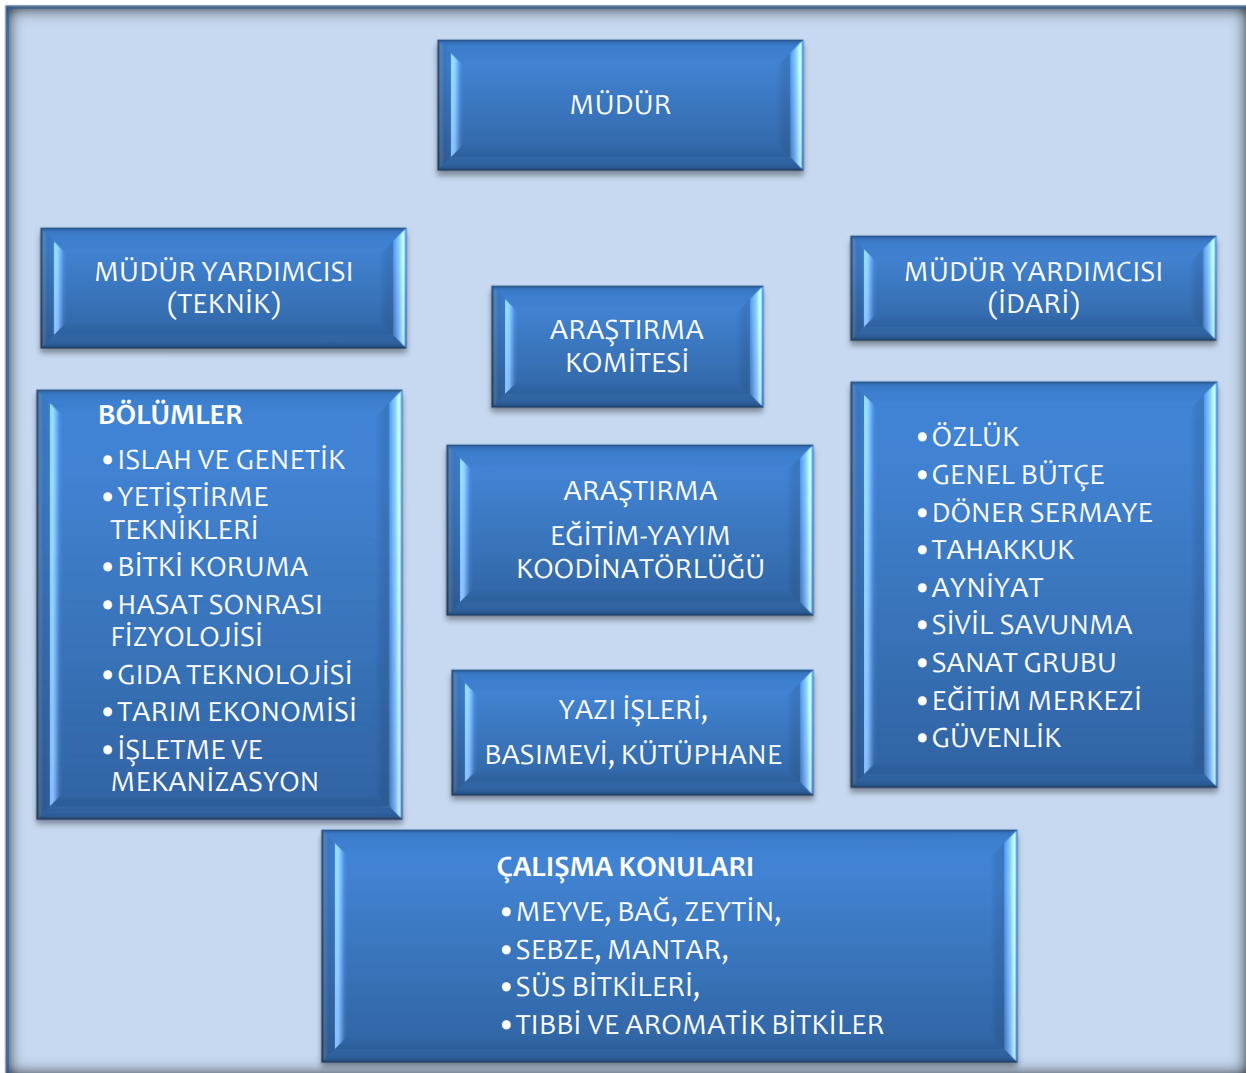 MÜDÜR
MÜDÜR YARDIMCISI
(TEKNİK)
MÜDÜR YARDIMCISI
(İDARİ)
ARAŞTIRMA
KOMİTESİ
BÖLÜMLER
•ISLAH VE GENETİK
•YETİŞTİRME
TEKNİKLERİ
•BİTKİ KORUMA
•HASAT SONRASI
FİZYOLOJİSİ
•GIDA TEKNOLOJİSİ
•TARIM EKONOMİSİ
•İŞLETME VE
MEKANİZASYON
ARAŞTIRMA
EĞİTİM-YAYIM
KOODİNATÖRLÜĞÜ
YAZI İŞLERİ,
BASIMEVİ, KÜTÜPHANE
•ÖZLÜK
•GENEL BÜTÇE
•DÖNER SERMAYE
•TAHAKKUK
•AYNİYAT
•SİVİL SAVUNMA
•SANAT GRUBU
•EĞİTİM MERKEZİ
•GÜVENLİK
ÇALIŞMA KONULARI
•MEYVE, BAĞ, ZEYTİN,
•SEBZE, MANTAR,
•SÜS BİTKİLERİ,
•TIBBİ VE AROMATİK BİTKİLER